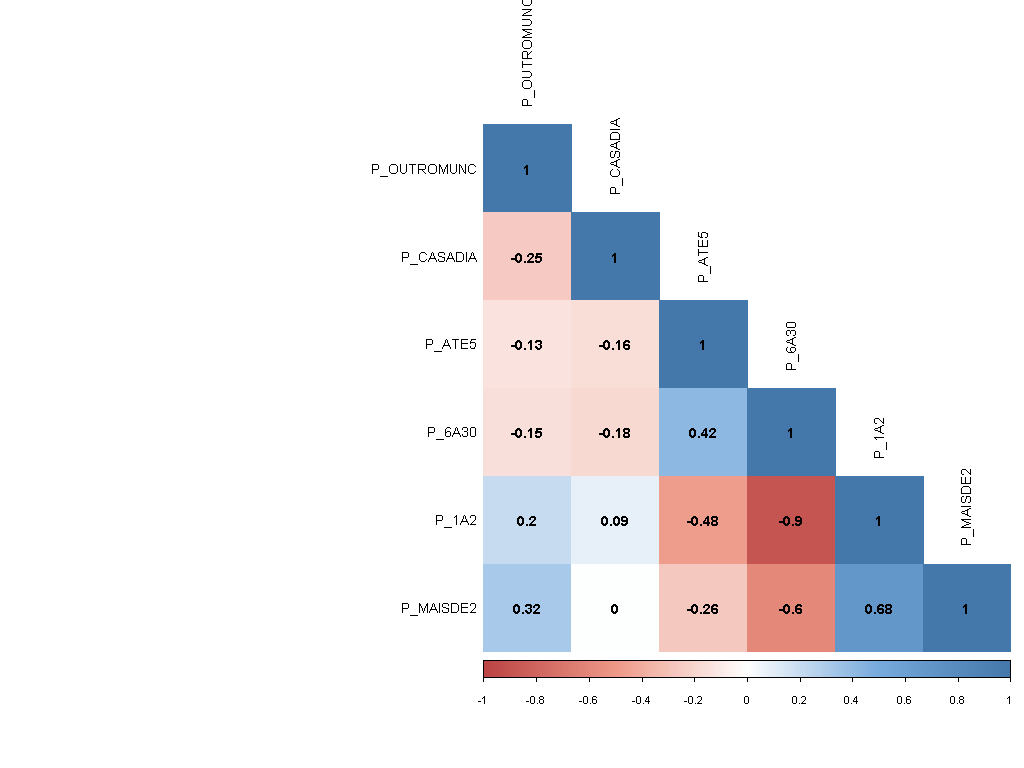 P_OUTROMUNC
P_CASADIA
P_ATE5
P_6A30
P_1A2
P_MAISDE2
P_OUTROMUNC 1
P_CASADIA -0.25 1
P_ATE5 -0.13 -0.16 1
P_6A30 -0.15 -0.18 0.42 1
P_1A2 0.2 0.09 -0.48 -0.9 1
P_MAISDE2 0.32 0 -0.26 -0.6 0.68 1
-1 -0.8 -0.6 -0.4 -0.2 0 0.2 0.4 0.6 0.8 1